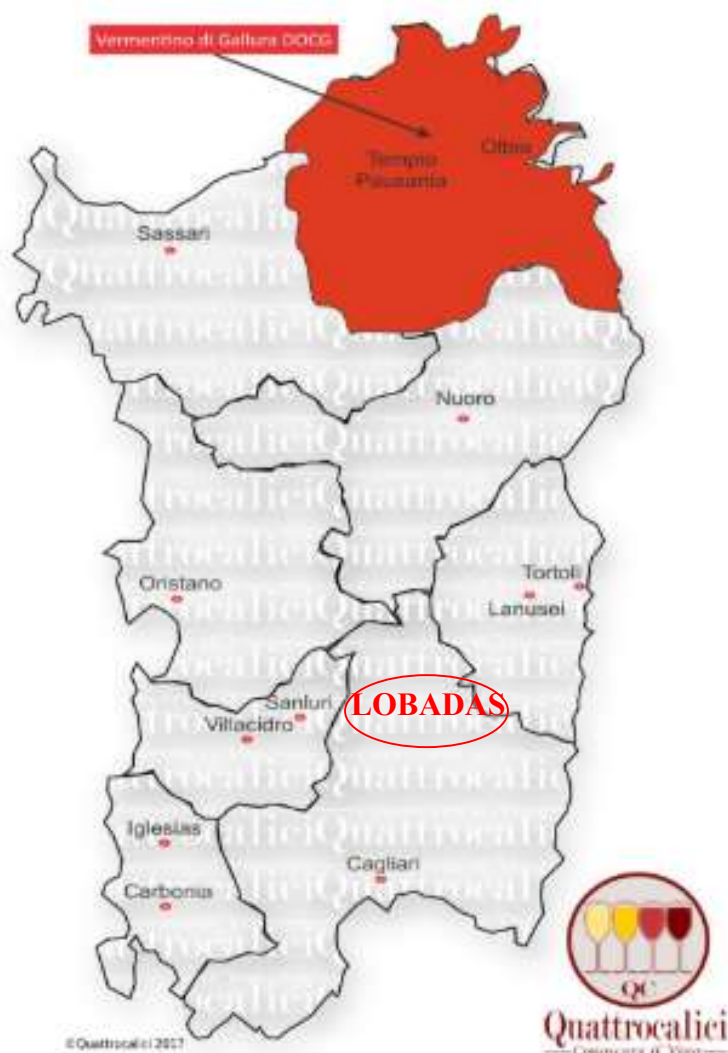 Vermentino di Gallura DOCG
Olbia
Tempio
Pausania
Sassari
Nuoro
Oristano
Tortoli
Lanusei
LOBADAS
Sanluri
Villacidro
Iglesias
Cagliari
Carbonia
QC
Quattrocalici
©Quattrocalici 2017